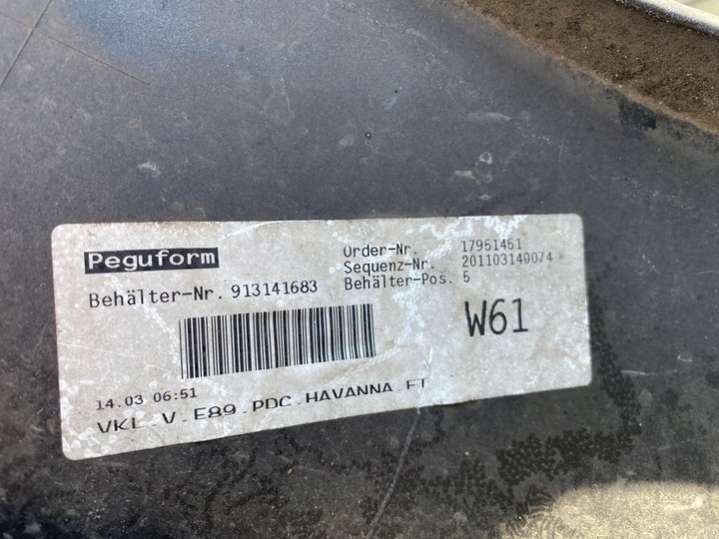 Peguform
Order-Nr. 17951451
Sequenz-Nr. 201103140074
Behälter-Nr. 913141683
Behälter-Pos. 5
W61
14.03 06:51
VKL.V.E89.PDC.HAVANNA.FT